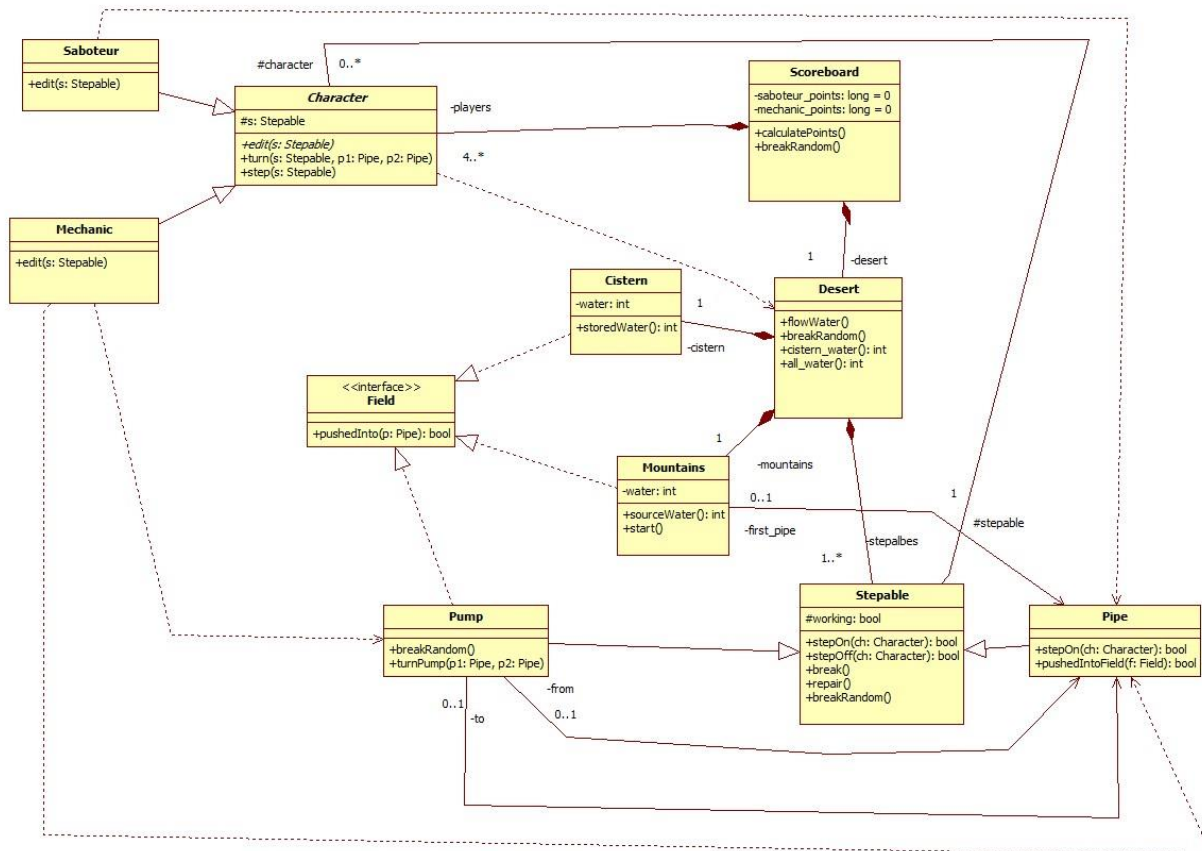 Saboteur
+edit(s: Stepable)
#character
0..*
Character
#s: Stepable
+edit(s: Stepable)
+turn(s: Stepable, p1: Pipe, p2: Pipe)
+step(s: Stepable)
-players
4..*
Scoreboard
-saboteur_points: long = 0
-mechanic_points: long = 0
+calculatePoints()
+breakRandom()
Mechanic
+edit(s: Stepable)
1
-desert
Cistern
-water: int
+storedWater(): int
1
-cistern
Desert
+flowWater()
+breakRandom()
+cistern_water(): int
+all_water(): int
<<interface>>
Field
+pushedInto(p: Pipe): bool
1
-mountains
Mountains
-water: int
+sourceWater(): int
+start()
0..1
-first_pipe
1
#stepable
-stepalbes
1..*
Pump
+breakRandom()
+turnPump(p1: Pipe, p2: Pipe)
Stepable
#working: bool
+stepOn(ch: Character): bool
+stepOff(ch: Character): bool
+break()
+repair()
+breakRandom()
Pipe
+stepOn(ch: Character): bool
+pushedIntoField(f: Field): bool
-from
0..1
0..1
-to